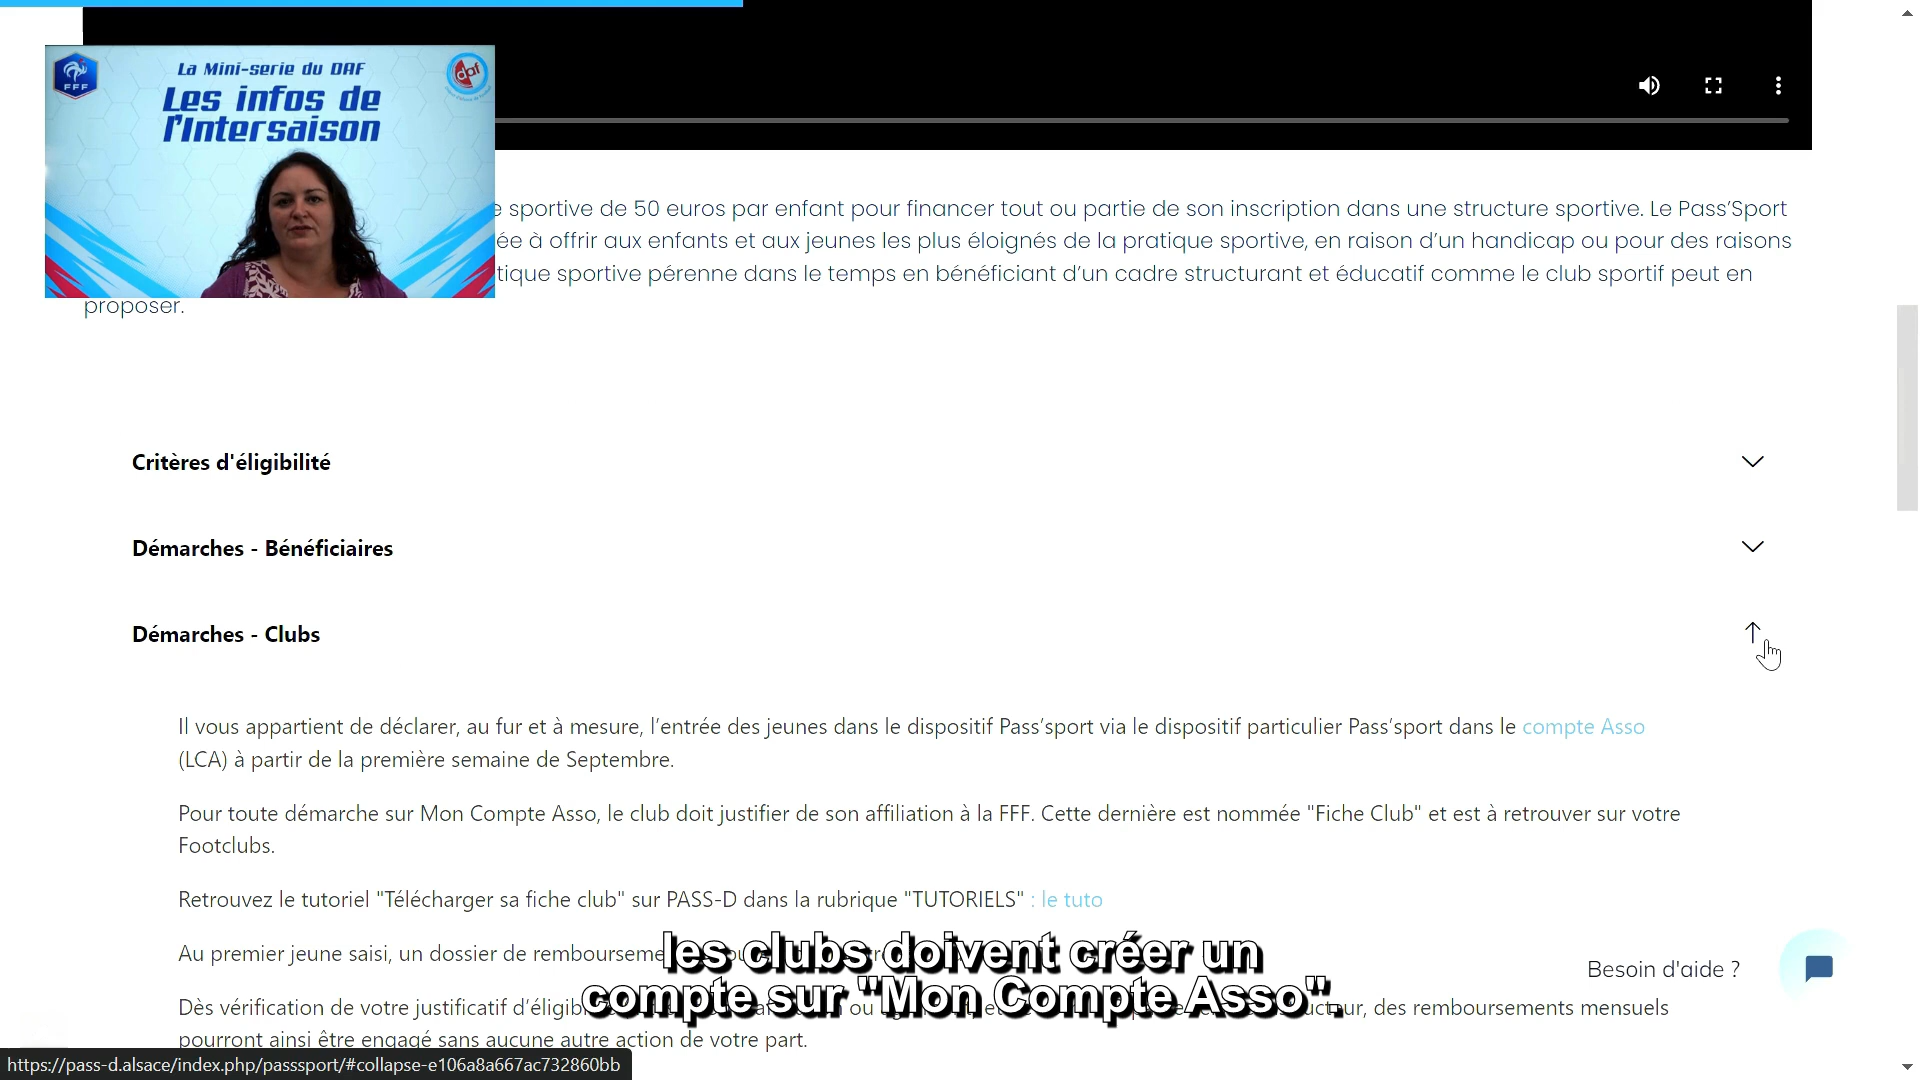 La Mini-serie du DAF
Les infos de
l'Intersaison
FFF
daf
sportive de 50 euros par enfant pour financer tout ou partie de son inscription dans une structure sportive. Le Pass’Sport
ée à offrir aux enfants et aux jeunes les plus éloignés de la pratique sportive, en raison d’un handicap ou pour des raisons
tique sportive pérenne dans le temps en bénéficiant d’un cadre structurant et éducatif comme le club sportif peut en
proposer.
Critères d'éligibilité
Démarches - Bénéficiaires
Démarches - Clubs
Il vous appartient de déclarer, au fur et à mesure, l’entrée des jeunes dans le dispositif Pass’sport via le dispositif particulier Pass’sport dans le compte Asso
(LCA) à partir de la première semaine de Septembre.
Pour toute démarche sur Mon Compte Asso, le club doit justifier de son affiliation à la FFF. Cette dernière est nommée "Fiche Club" et est à retrouver sur votre
Footclubs.
Retrouvez le tutoriel "Télécharger sa fiche club" sur PASS-D dans la rubrique "TUTORIELS" : le tuto
Au premier jeune saisi, un dossier de rembourseme
les clubs doivent créer un
compte sur "Mon Compte Asso".
Besoin d'aide ?
Dès vérification de votre justificatif d’éligib
des remboursements mensuels
pourront ainsi être engagé sans aucune autre action de votre part.
https://pass-d.alsace/index.php/passsport/#collapse-e106a8a667ac732860bb